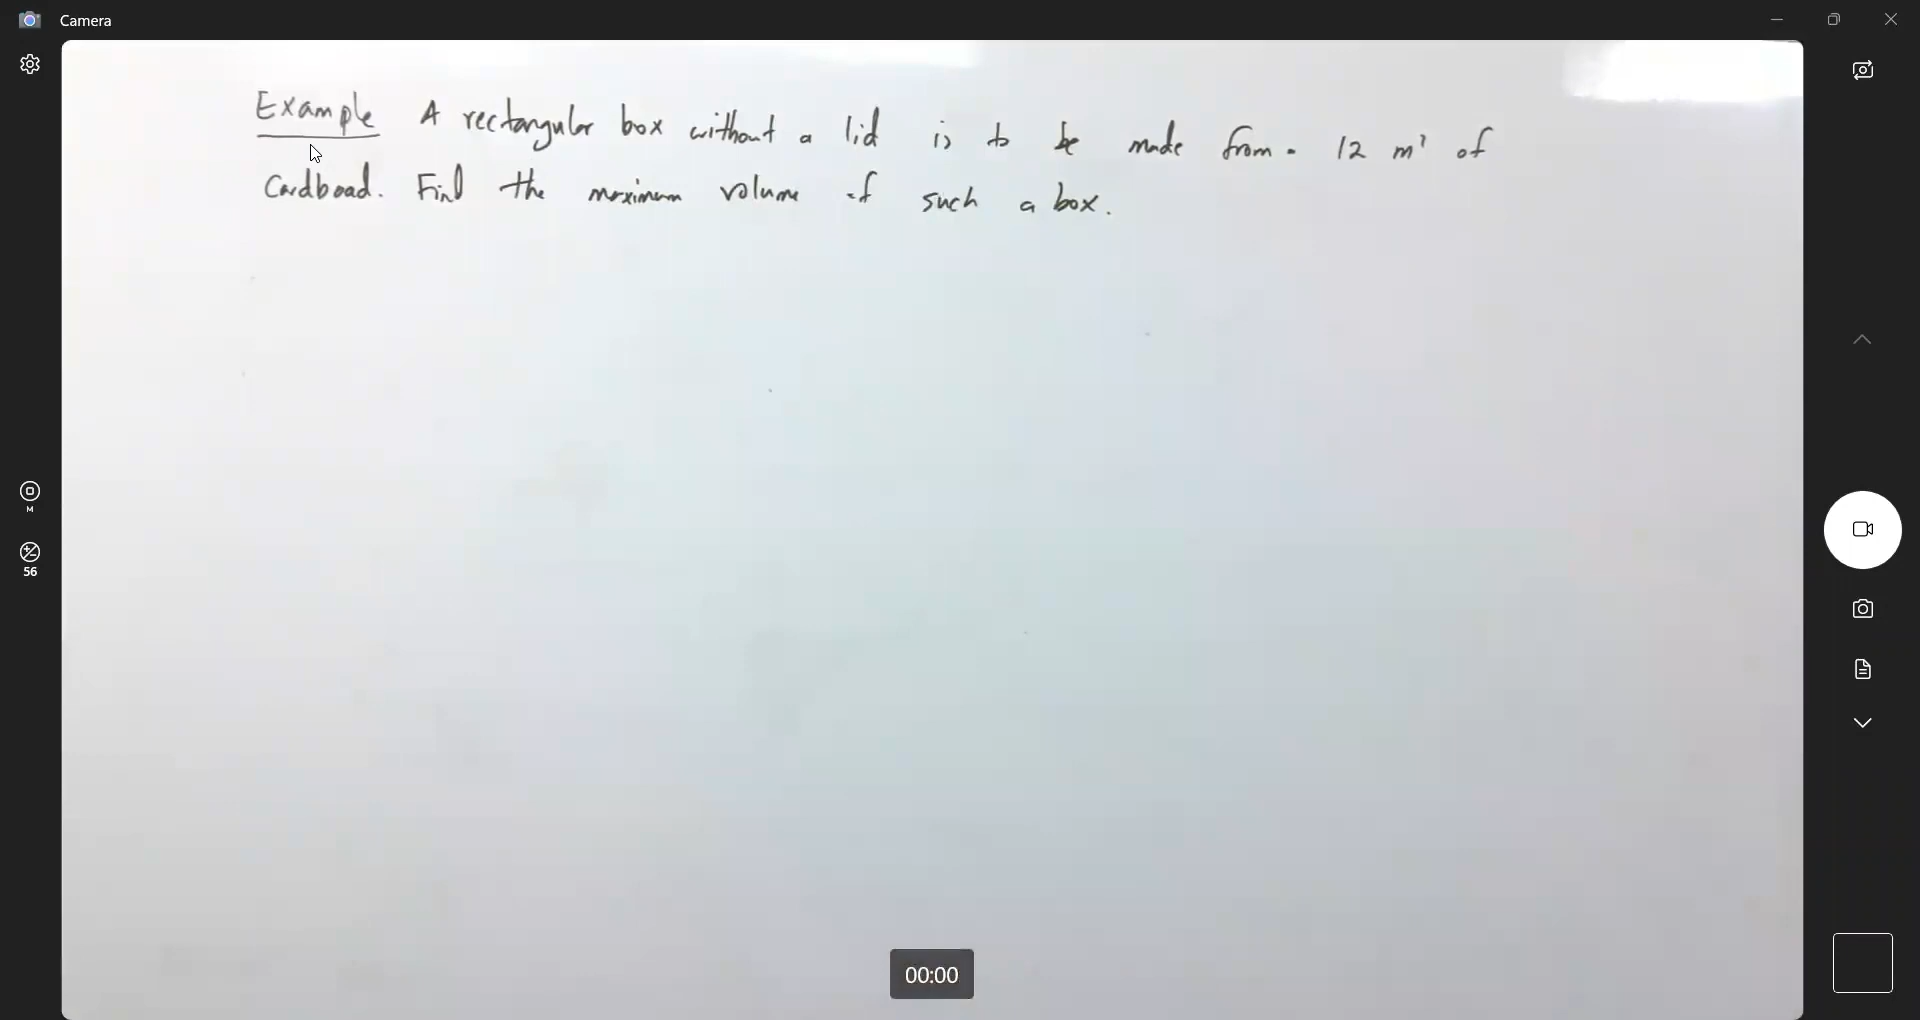 Camera
Example A rectangular box without a lid is to be made from 12 m² of
Cardboad. Find the maximum volume of such a box.
M
56
00:00